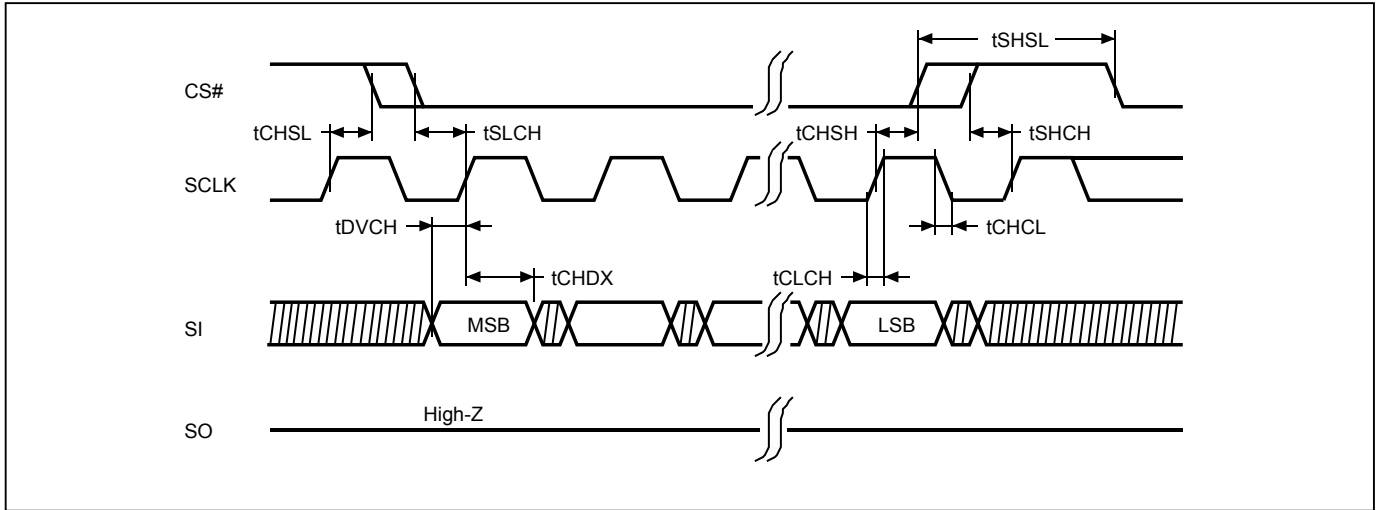 tSHSL
CS#
tCHSL
tSLCH
tCHSH
tSHCH
SCLK
tDVCH
tCHCL
tCHDX
tCLCH
SI
MSB
LSB
High-Z
SO